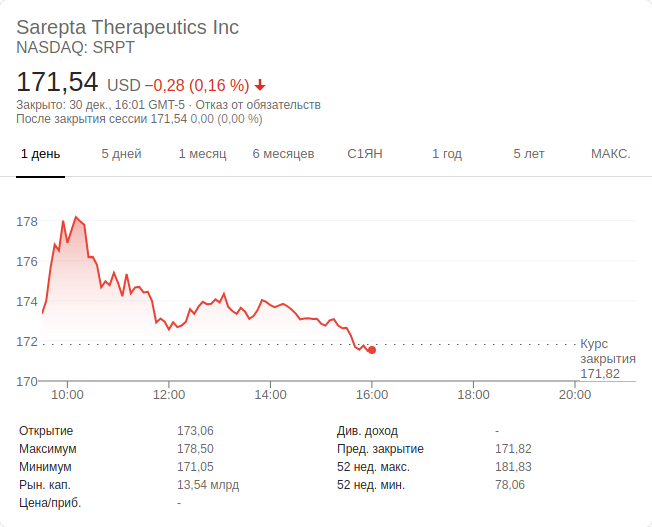 Sarepta Therapeutics Inc
NASDAQ: SRPT
171,54 USD −0,28 (0,16 %)
Закрыто: 30 дек., 16:01 GMT-5 · Отказ от обязательств
После закрытия сессии 171,54 0,00 (0,00 %)
1 день 5 дней 1 месяц 6 месяцев С1ЯН 1 год 5 лет МАКС.
178
176
174
172
Курс
закрытия
171,82
170
10:00 12:00 14:00 16:00 18:00 20:00
Открытие 173,06 Див. доход -
Максимум 178,50 Пред. закрытие 171,82
Минимум 171,05 52 нед. макс. 181,83
Рын. кап. 13,54 млрд 52 нед. мин. 78,06
Цена/приб. -